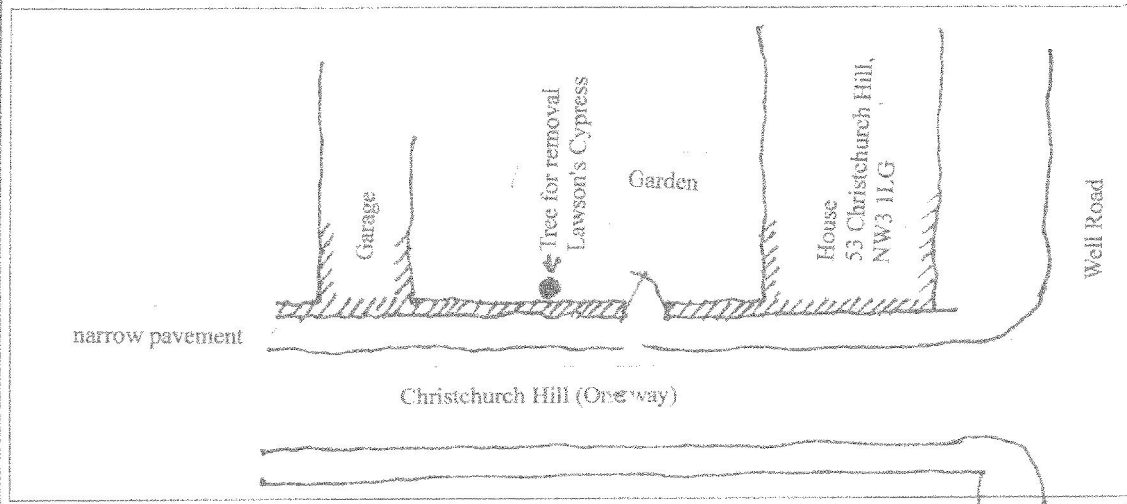 Garage
Tree for removal
Lawson's Cypress
Garden
House
53 Christchurch Hill,
NW3 1LG
Well Road
narrow pavement
Christchurch Hill (One way)